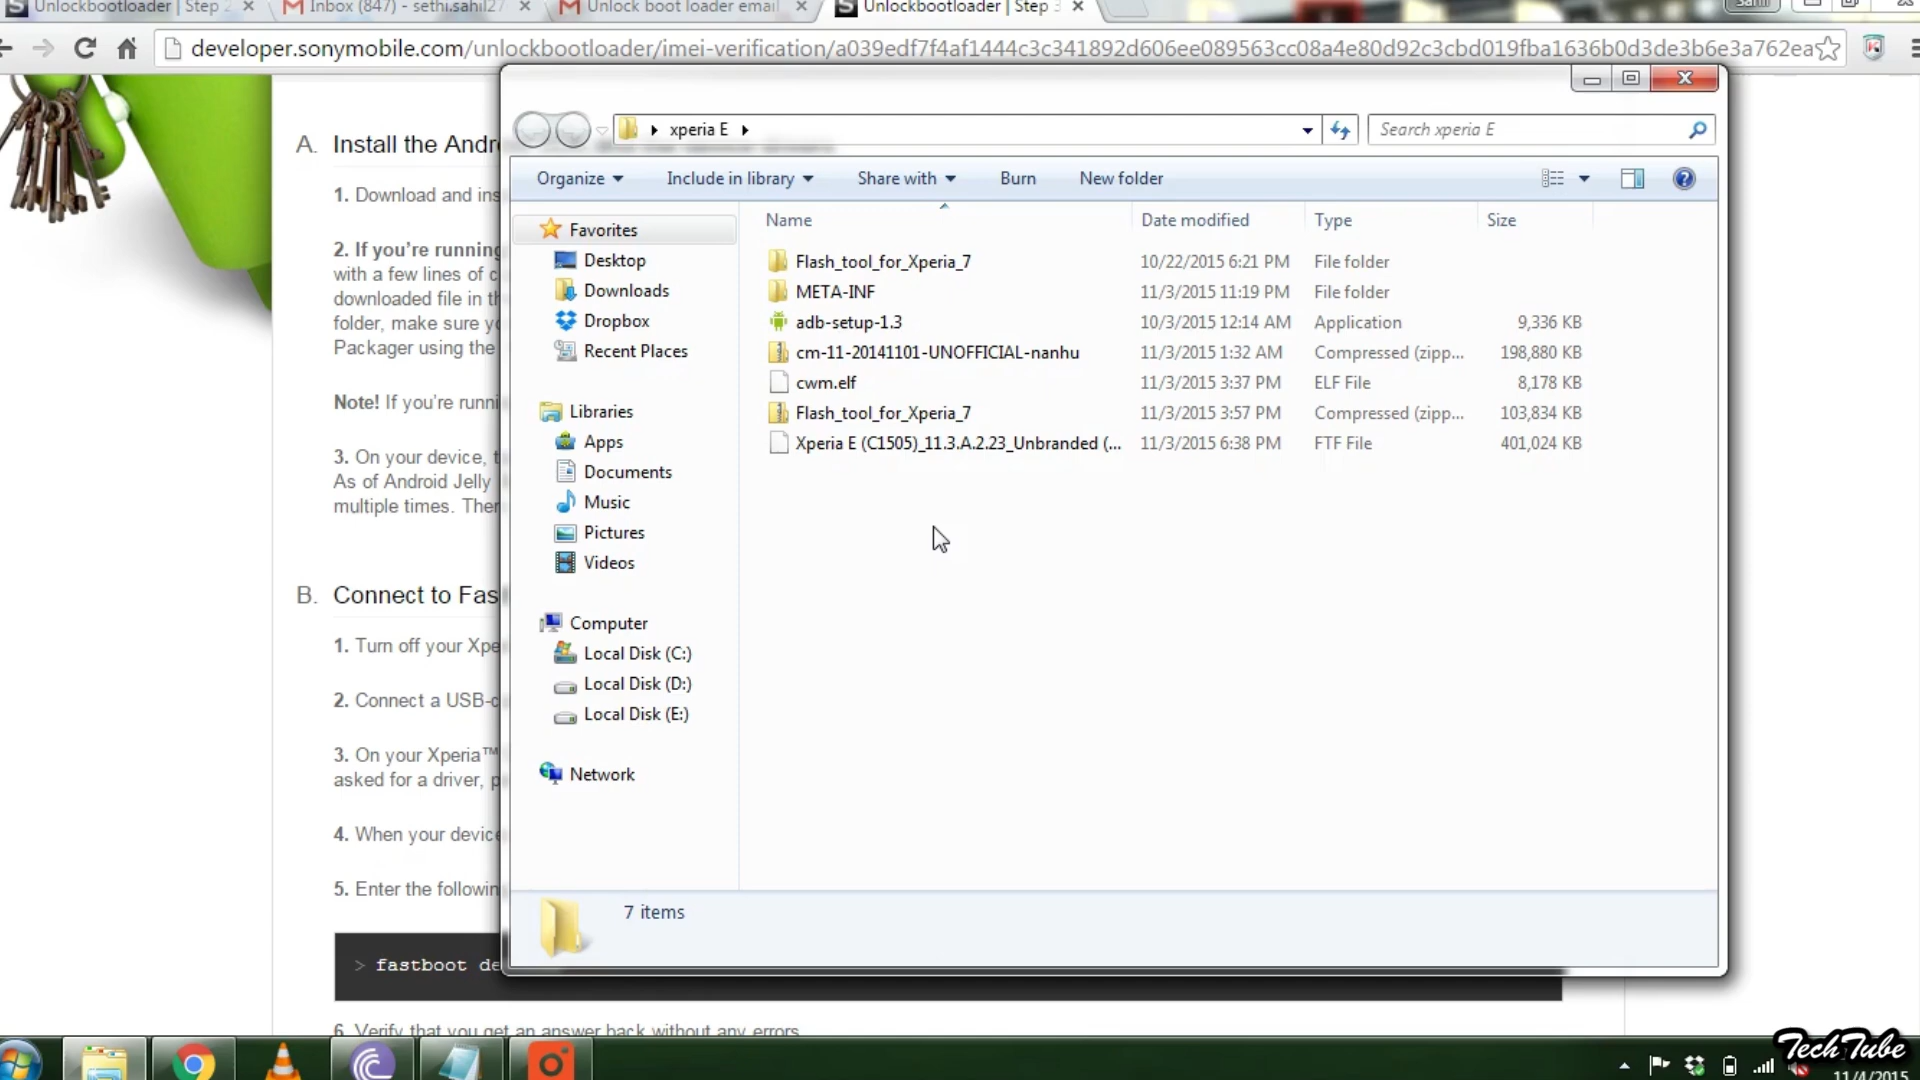 Unlockbootloader | Step 2
Inbox (847) - sethi.sahil27
Unlock boot loader email
Unlockbootloader | Step 3
developer.sonymobile.com/unlockbootloader/imei-verification/a039edf7f4af1444c3c341892d606ee089563cc08a4e80d92c3cbd019fba1636b0d3de3b6e3a762ea
A. Install the Andr
1. Download and ins
2. If you’re running
with a few lines of c
downloaded file in th
folder, make sure yo
Packager using the
Note! If you’re runni
3. On your device, t
As of Android Jelly
multiple times. Ther
B. Connect to Fas
1. Turn off your Xpe
2. Connect a USB-c
3. On your Xperia™
asked for a driver, p
4. When your device
5. Enter the followin
> fastboot de
6. Verify that you get an answer back without any errors
xperia E
Search xperia E
Organize
Include in library
Share with
Burn
New folder
Favorites
Desktop
Downloads
Dropbox
Recent Places
Libraries
Apps
Documents
Music
Pictures
Videos
Computer
Local Disk (C:)
Local Disk (D:)
Local Disk (E:)
Network
Name Date modified Type Size
Flash_tool_for_Xperia_7 10/22/2015 6:21 PM File folder
META-INF 11/3/2015 11:19 PM File folder
adb-setup-1.3 10/3/2015 12:14 AM Application 9,336 KB
cm-11-20141101-UNOFFICIAL-nanhu 11/3/2015 1:32 AM Compressed (zipp... 198,880 KB
cwm.elf 11/3/2015 3:37 PM ELF File 8,178 KB
Flash_tool_for_Xperia_7 11/3/2015 3:57 PM Compressed (zipp... 103,834 KB
Xperia E (C1505)_11.3.A.2.23_Unbranded (... 11/3/2015 6:38 PM FTF File 401,024 KB
7 items
TechTube
11/4/2015